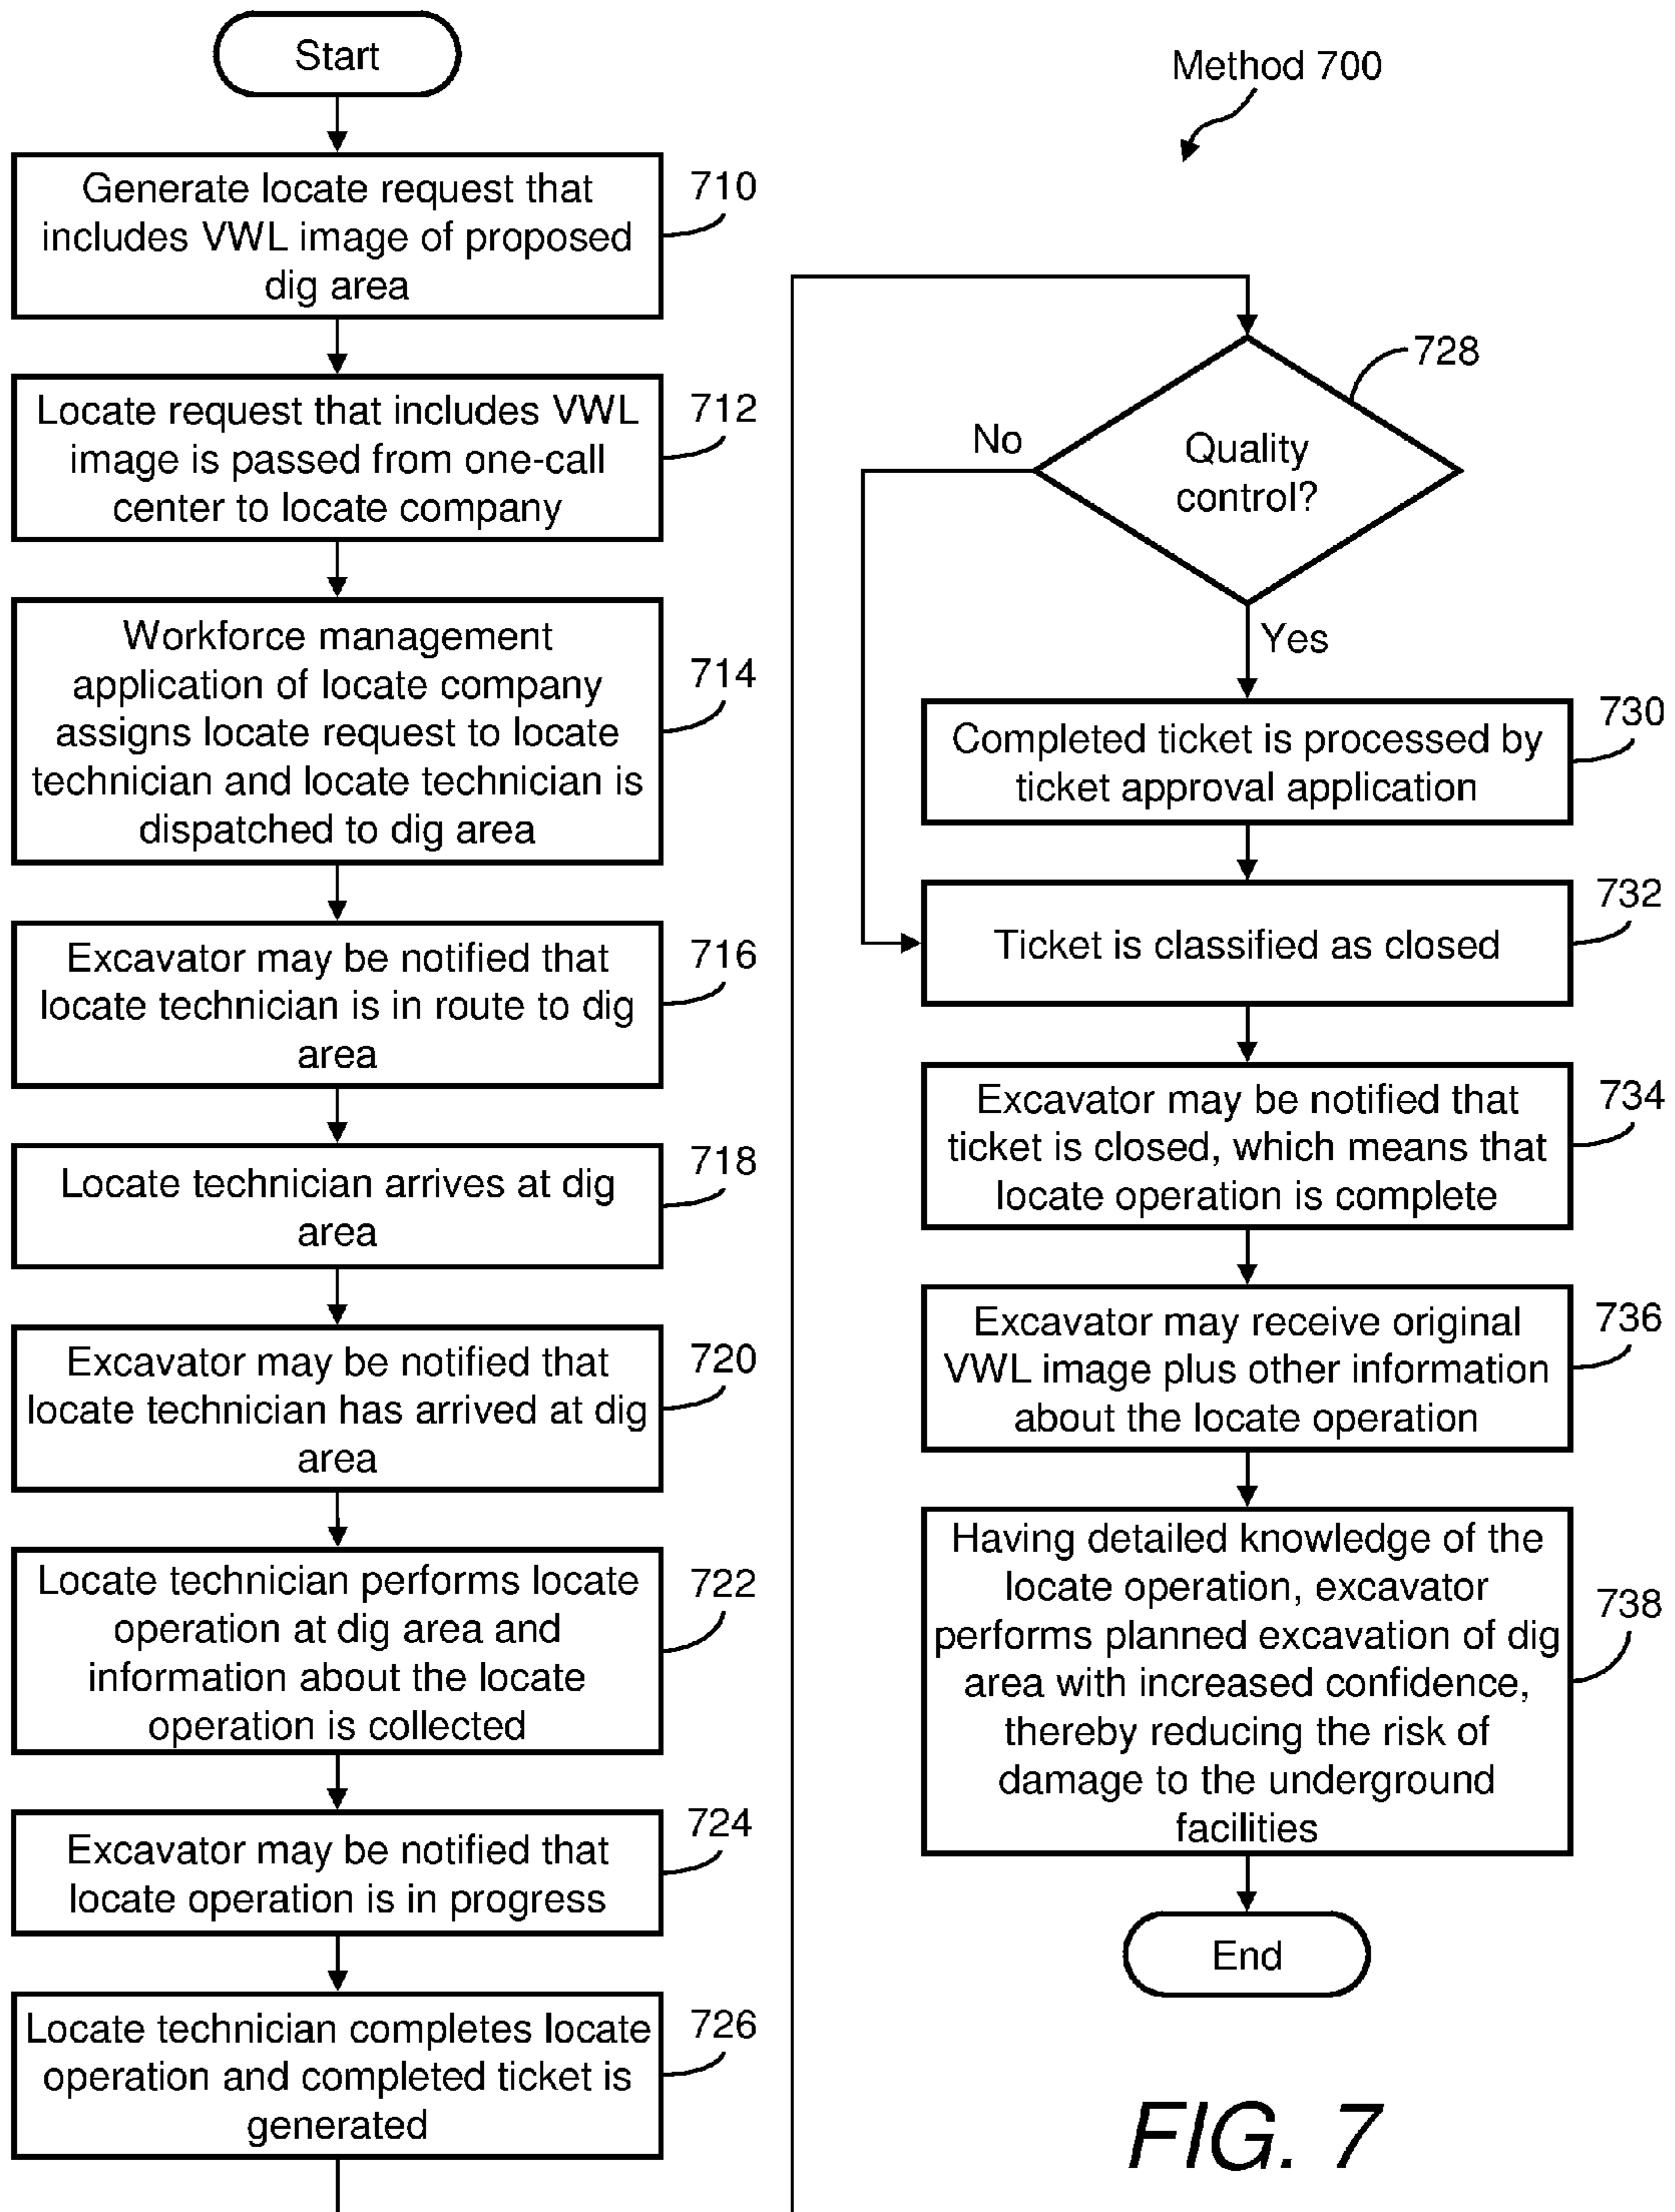 Start
Generate locate request that
includes VWL image of proposed
dig area
710
Locate request that includes VWL
image is passed from one-call
center to locate company
712
Workforce management
application of locate company
assigns locate request to locate
technician and locate technician is
dispatched to dig area
714
Excavator may be notified that
locate technician is in route to dig
area
716
Locate technician arrives at dig
area
718
Excavator may be notified that
locate technician has arrived at dig
area
720
Locate technician performs locate
operation at dig area and
information about the locate
operation is collected
722
Excavator may be notified that
locate operation is in progress
724
Locate technician completes locate
operation and completed ticket is
generated
726
Method 700
Quality
control?
728
No
Yes
Completed ticket is processed by
ticket approval application
730
Ticket is classified as closed
732
Excavator may be notified that
ticket is closed, which means that
locate operation is complete
734
Excavator may receive original
VWL image plus other information
about the locate operation
736
Having detailed knowledge of the
locate operation, excavator
performs planned excavation of dig
area with increased confidence,
thereby reducing the risk of
damage to the underground
facilities
738
End
FIG. 7